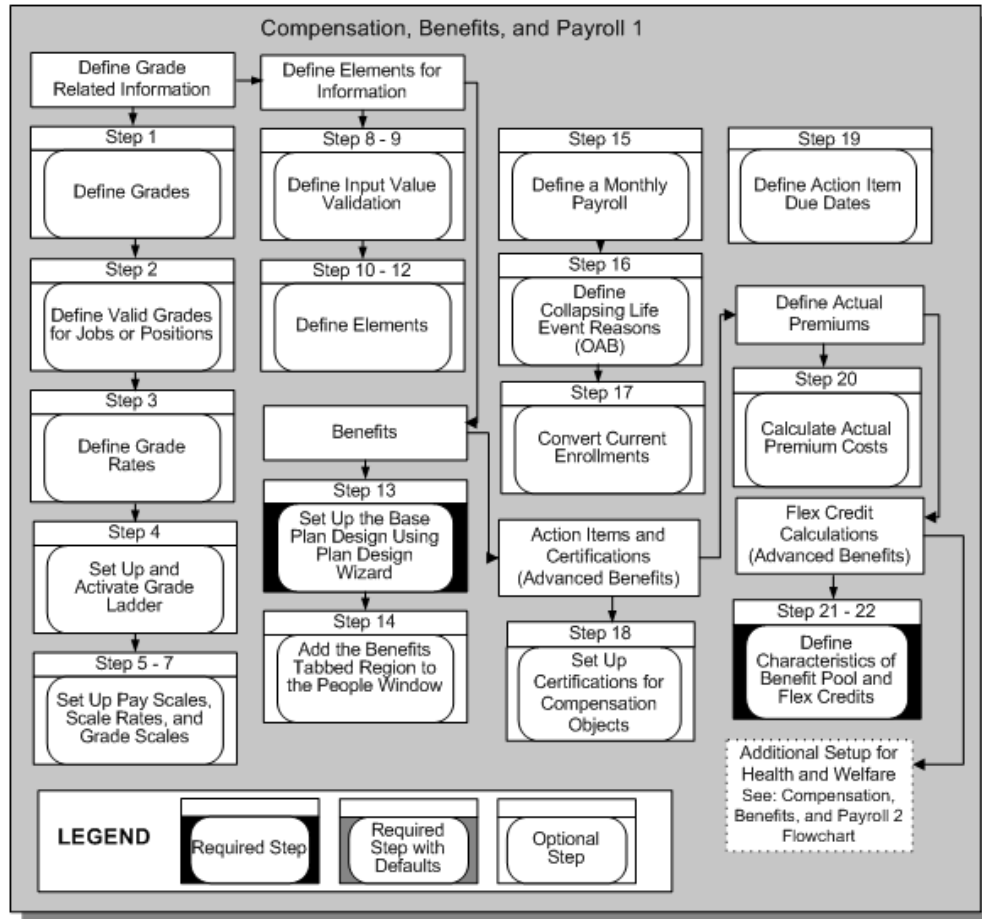 Compensation, Benefits, and Payroll 1
Define Grade
Related Information
Step 1
Define Grades
Step 2
Define Valid Grades
for Jobs or Positions
Step 3
Define Grade
Rates
Step 4
Set Up and
Activate Grade
Ladder
Step 5 - 7
Set Up Pay Scales,
Scale Rates, and
Grade Scales
Define Elements for
Information
Step 8 - 9
Define Input Value
Validation
Step 10 - 12
Define Elements
Benefits
Step 13
Set Up the Base
Plan Design Using
Plan Design
Wizard
Step 14
Add the Benefits
Tabbed Region to
the People Window
Step 15
Define a Monthly
Payroll
Step 16
Define
Collapsing Life
Event Reasons
(OAB)
Step 17
Convert Current
Enrollments
Action Items and
Certifications
(Advanced Benefits)
Step 18
Set Up
Certifications for
Compensation
Objects
Step 19
Define Action Item
Due Dates
Define Actual
Premiums
Step 20
Calculate Actual
Premium Costs
Flex Credit
Calculations
(Advanced Benefits)
Step 21 - 22
Define
Characteristics of
Benefit Pool and
Flex Credits
Additional Setup for
Health and Welfare
See: Compensation,
Benefits, and Payroll 2
Flowchart
LEGEND
Required Step
Required
Step with
Defaults
Optional
Step